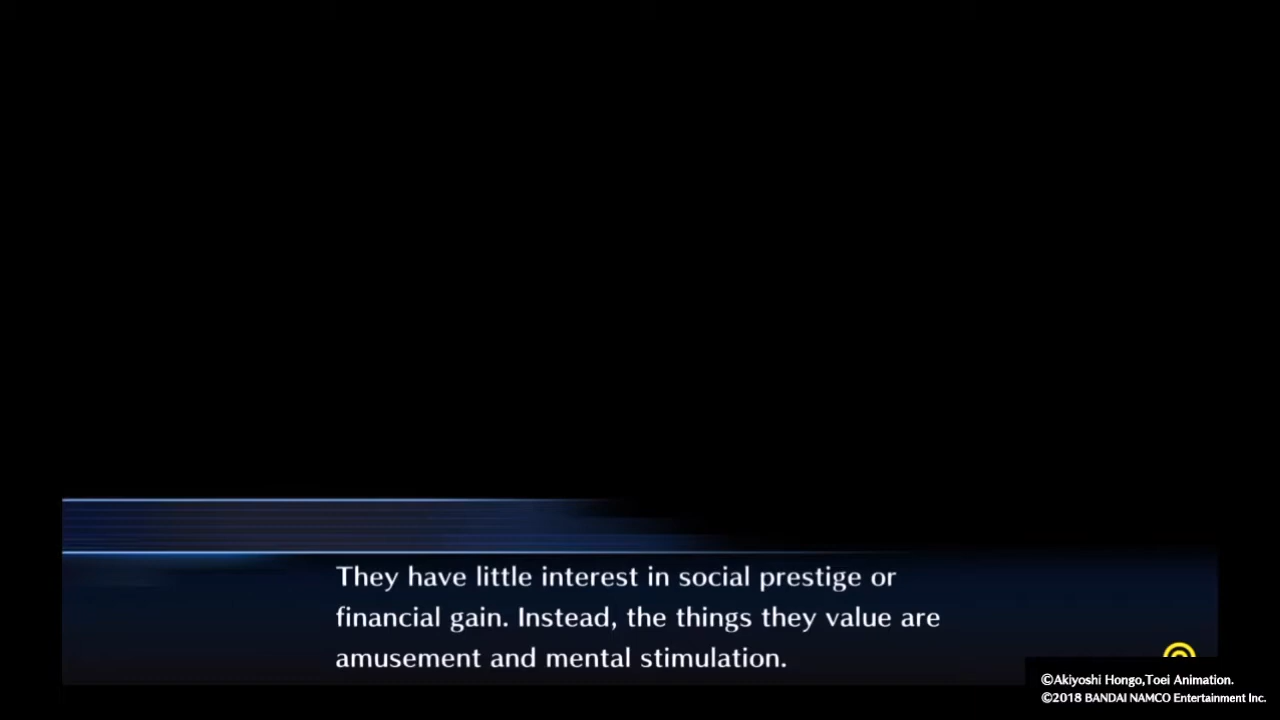 They have little interest in social prestige or
financial gain. Instead, the things they value are
amusement and mental stimulation.
©Akiyoshi Hongo,Toei Animation.
©2018 BANDAI NAMCO Entertainment Inc.